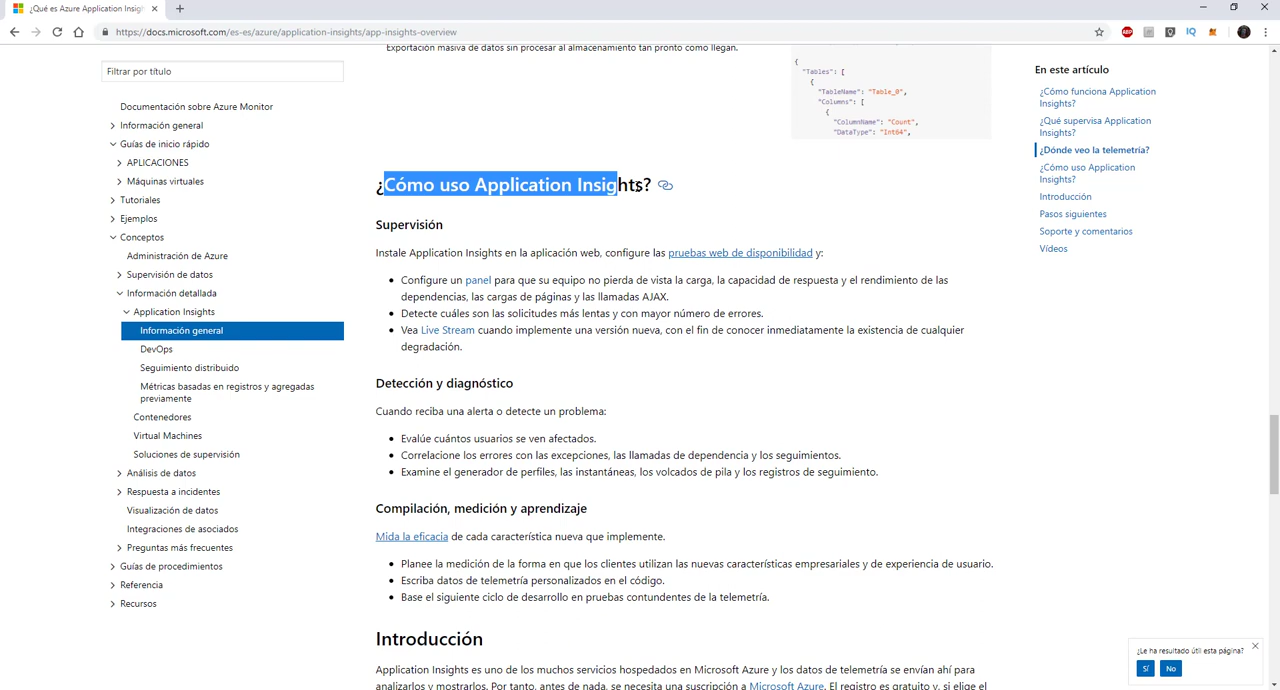 ¿Qué es Azure Application Insigh
https://docs.microsoft.com/es-es/azure/application-insights/app-insights-overview
ABP
IQ
Filtrar por título
Documentación sobre Azure Monitor
Información general
Guías de inicio rápido
APLICACIONES
Máquinas virtuales
Tutoriales
Ejemplos
Conceptos
Administración de Azure
Supervisión de datos
Información detallada
Application Insights
Información general
DevOps
Seguimiento distribuido
Métricas basadas en registros y agregadas
previamente
Contenedores
Virtual Machines
Soluciones de supervisión
Análisis de datos
Respuesta a incidentes
Visualización de datos
Integraciones de asociados
Preguntas más frecuentes
Guías de procedimientos
Referencia
Recursos
Exportación masiva de datos sin procesar al almacenamiento tan pronto como llegan.
{
"Tables": [
{
"TableName": "Table_0",
"Columns": [
{
"ColumnName": "Count",
"DataType": "Int64",
¿Cómo uso Application Insights?
Supervisión
Instale Application Insights en la aplicación web, configure las pruebas web de disponibilidad y:
• Configure un panel para que su equipo no pierda de vista la carga, la capacidad de respuesta y el rendimiento de las
dependencias, las cargas de páginas y las llamadas AJAX.
• Detecte cuáles son las solicitudes más lentas y con mayor número de errores.
• Vea Live Stream cuando implemente una versión nueva, con el fin de conocer inmediatamente la existencia de cualquier
degradación.
Detección y diagnóstico
Cuando reciba una alerta o detecte un problema:
• Evalúe cuántos usuarios se ven afectados.
• Correlacione los errores con las excepciones, las llamadas de dependencia y los seguimientos.
• Examine el generador de perfiles, las instantáneas, los volcados de pila y los registros de seguimiento.
Compilación, medición y aprendizaje
Mida la eficacia de cada característica nueva que implemente.
• Planee la medición de la forma en que los clientes utilizan las nuevas características empresariales y de experiencia de usuario.
• Escriba datos de telemetría personalizados en el código.
• Base el siguiente ciclo de desarrollo en pruebas contundentes de la telemetría.
Introducción
Application Insights es uno de los muchos servicios hospedados en Microsoft Azure y los datos de telemetría se envían ahí para
analizarlos y mostrarlos. Por tanto, antes de nada, se necesita una suscripción a Microsoft Azure. El registro es gratuito y, si elige el
En este artículo
¿Cómo funciona Application
Insights?
¿Qué supervisa Application
Insights?
¿Dónde veo la telemetría?
¿Cómo uso Application
Insights?
Introducción
Pasos siguientes
Soporte y comentarios
Vídeos
¿Le ha resultado útil esta página?
Sí
No